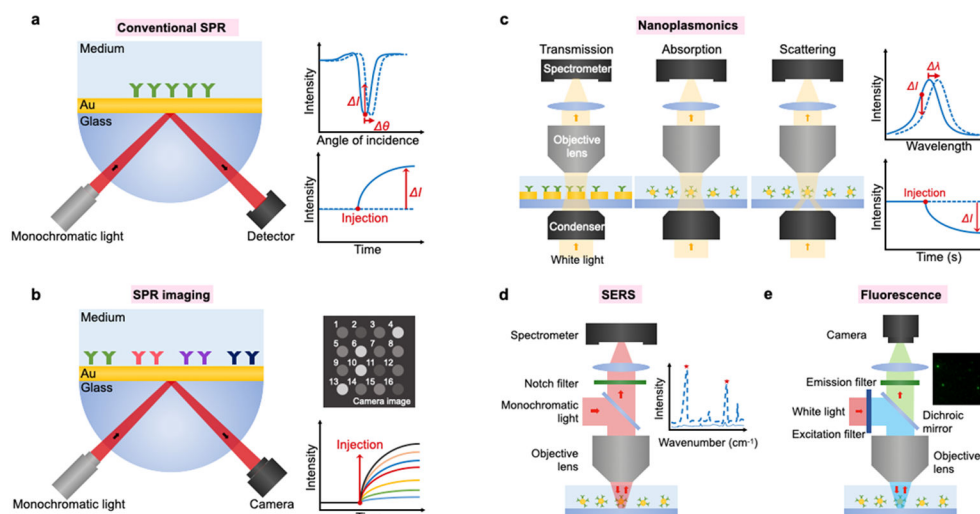 a
Conventional SPR
Medium
Au
Glass
Monochromatic light
Detector
Intensity
ΔI
Δθ
Angle of incidence
Intensity
Injection
ΔI
Time
b
SPR imaging
Medium
Au
Glass
Monochromatic light
Camera
1 2 3 4
5 6 7 8
9 10 11 12
13 14 15 16
Camera image
Intensity
Injection
c
Nanoplasmonics
Transmission
Absorption
Scattering
Spectrometer
Objective
lens
Condenser
White light
Intensity
ΔI
Δλ
Wavelength
Intensity
Injection
ΔI
Time (s)
d
SERS
Spectrometer
Notch filter
Monochromatic
light
Objective
lens
Intensity
Wavenumber (cm⁻¹)
e
Fluorescence
Camera
Emission filter
White light
Excitation filter
Dichroic
mirror
Objective
lens